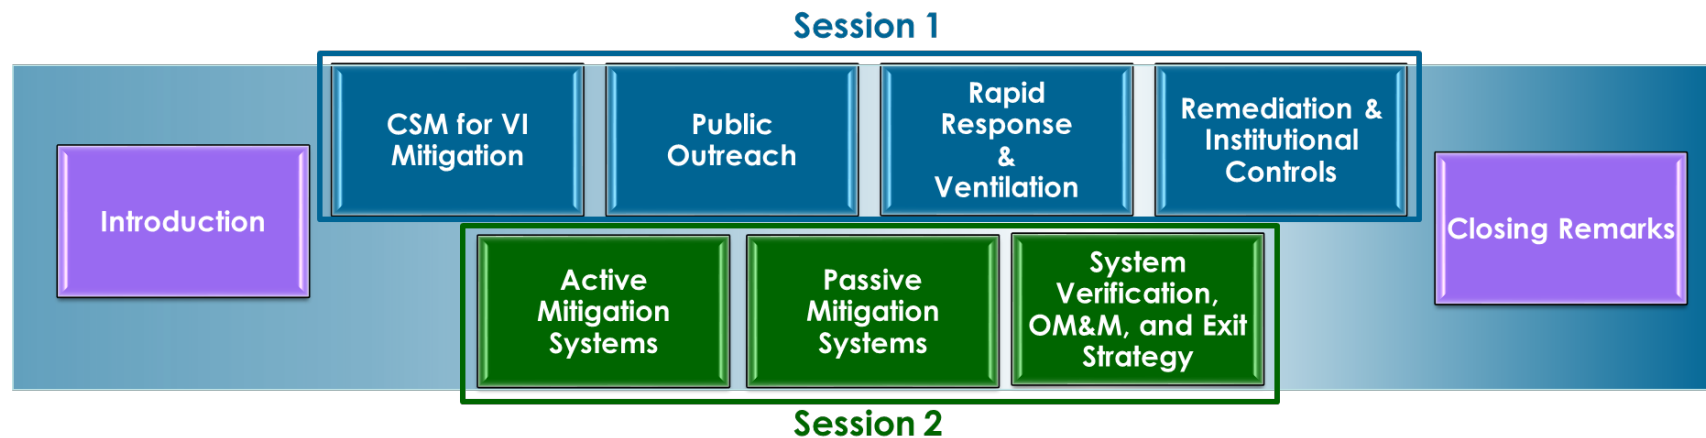 Session 1
Introduction
CSM for VI
Mitigation
Public
Outreach
Rapid
Response
&
Ventilation
Remediation &
Institutional
Controls
Active
Mitigation
Systems
Passive
Mitigation
Systems
System
Verification,
OM&M, and Exit
Strategy
Session 2
Closing Remarks